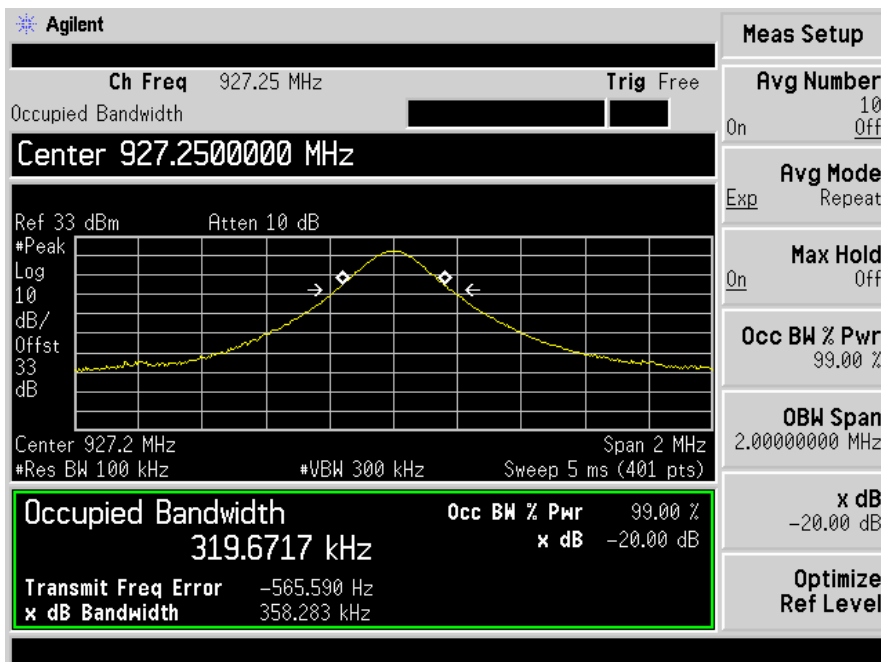 Agilent
Meas Setup
Ch Freq 927.25 MHz Trig Free
Occupied Bandwidth
Center 927.2500000 MHz
Ref 33 dBm Atten 10 dB
#Peak
Log
10
dB/
Offst
33
dB
Center 927.2 MHz Span 2 MHz
#Res BW 100 kHz #VBW 300 kHz Sweep 5 ms (401 pts)
Occupied Bandwidth Occ BW % Pwr 99.00 %
319.6717 kHz x dB -20.00 dB
Transmit Freq Error -565.590 Hz
x dB Bandwidth 358.283 kHz
Avg Number
10
On Off
Avg Mode
Exp Repeat
Max Hold
On Off
Occ BW % Pwr
99.00 %
OBW Span
2.00000000 MHz
x dB
-20.00 dB
Optimize
Ref Level